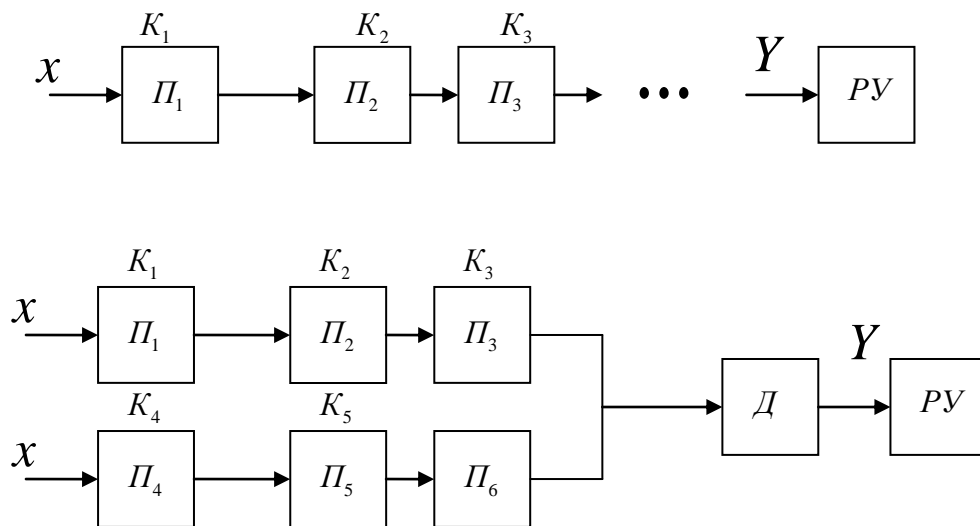 K₁ K₂ K₃
x П₁ П₂ П₃ ••• Y РУ
K₁ K₂ K₃
x П₁ П₂ П₃
Y
Д РУ
K₄ K₅
x П₄ П₅ П₆